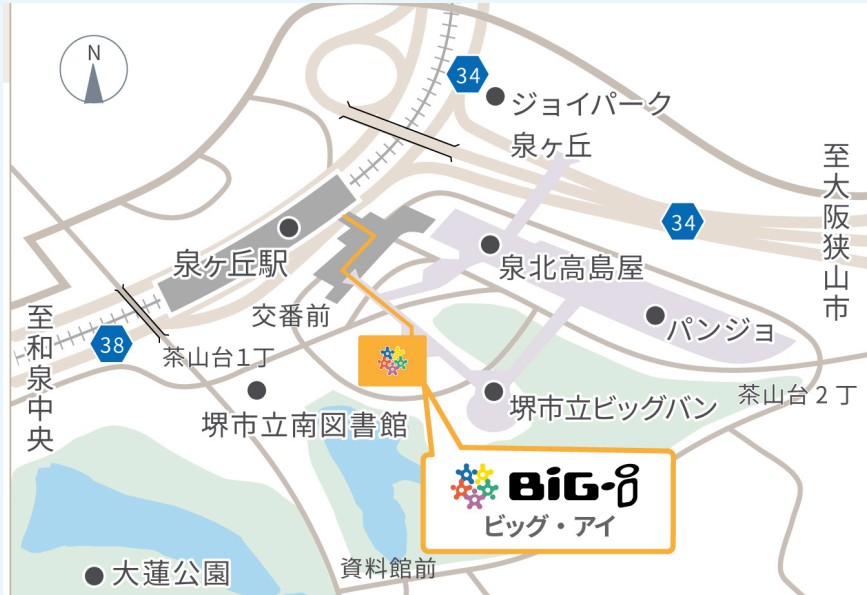 N
34
ジョイパーク
泉ヶ丘
至大阪狭山市
34
泉ヶ丘駅
泉北高島屋
交番前
パンジョ
至和泉中央
38
茶山台1丁
茶山台2丁
堺市立南図書館
堺市立ビッグバン
BiG-i
ビッグ・アイ
資料館前
大蓮公園